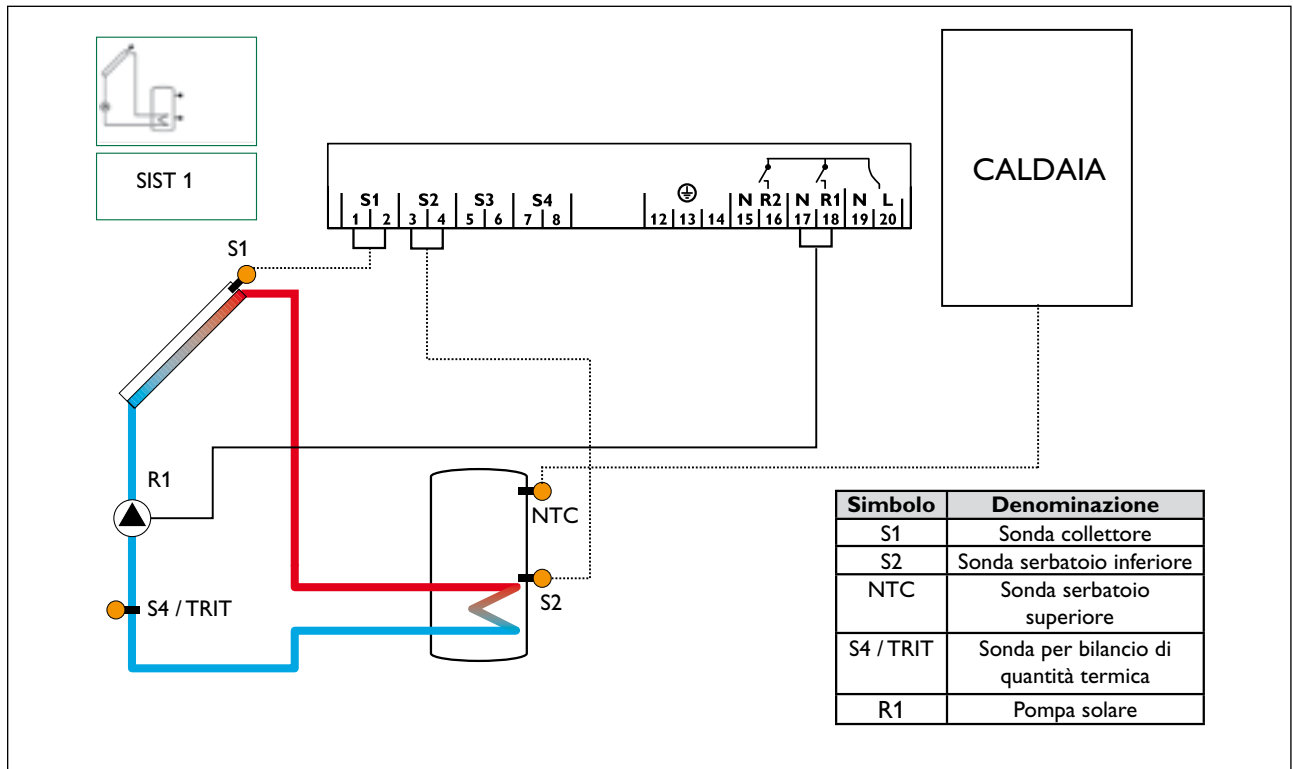 SIST 1
CALDAIA
S1 S2 S3 S4 N R2 N R1 N L
1 2 3 4 5 6 7 8 12 13 14 15 16 17 18 19 20
S1
R1
NTC
S2
S4 / TRIT
Simbolo Denominazione
S1 Sonda collettore
S2 Sonda serbatoio inferiore
NTC Sonda serbatoio
superiore
S4 / TRIT Sonda per bilancio di
quantità termica
R1 Pompa solare